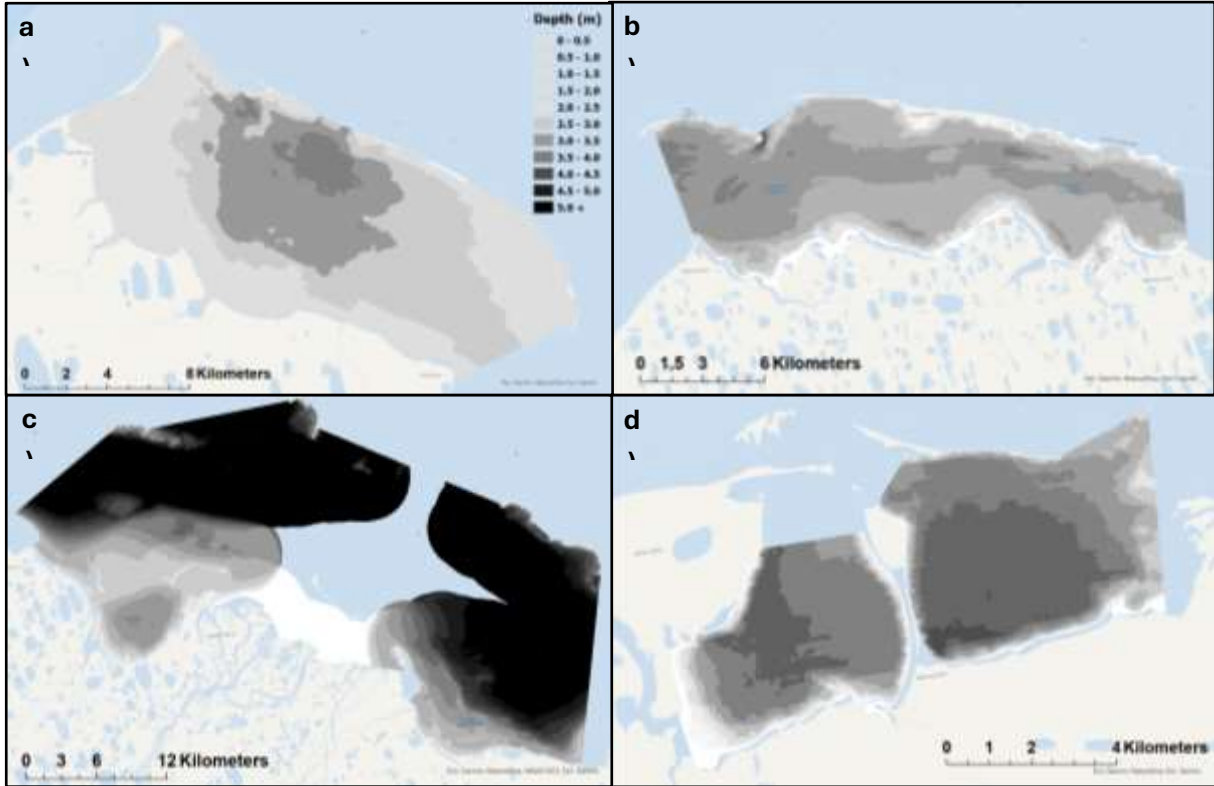 a
Depth (m)
0 - 0.5
0.5 - 1.0
1.0 - 1.5
1.5 - 2.0
2.0 - 2.5
2.5 - 3.0
3.0 - 3.5
3.5 - 4.0
4.0 - 4.5
4.5 - 5.0
5.0 +
0 2 4 8 Kilometers
b
0 1.5 3 6 Kilometers
c
0 3 6 12 Kilometers
d
0 1 2 4 Kilometers